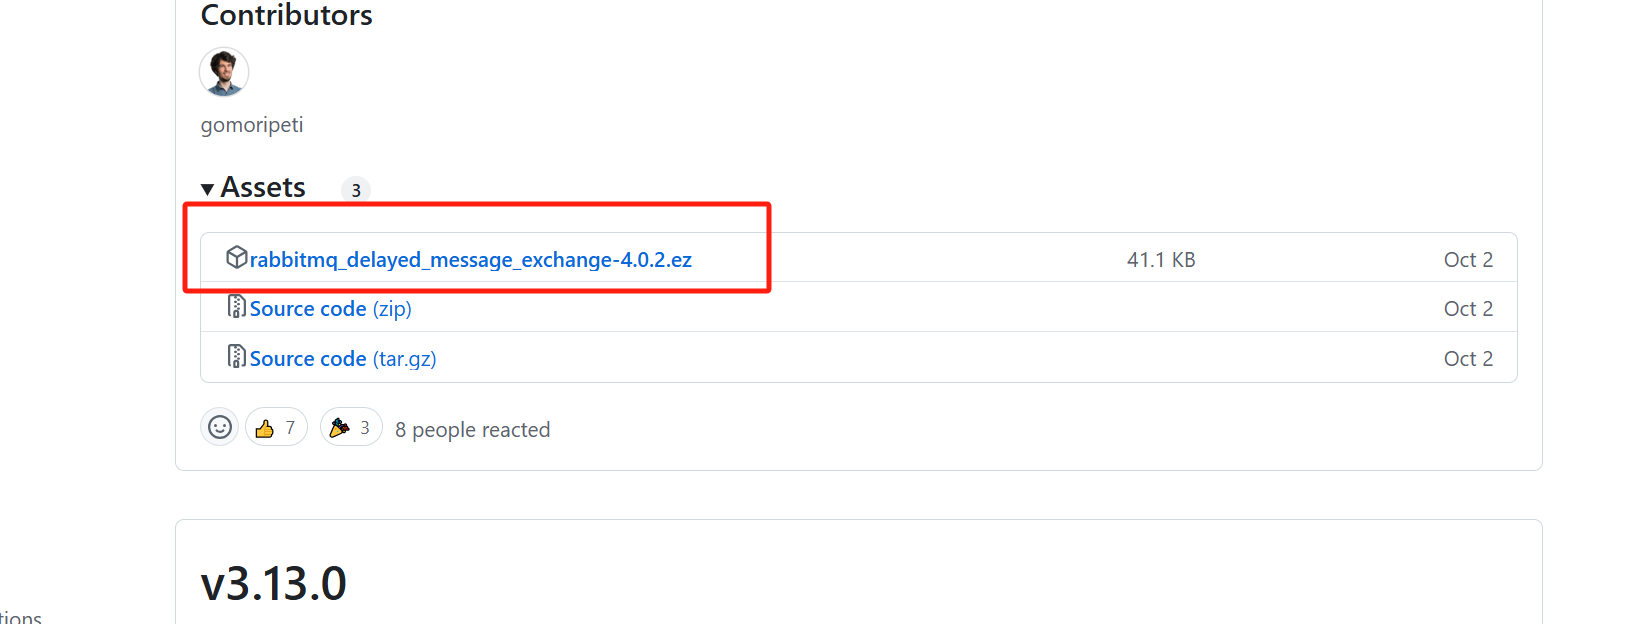 Contributors
gomoripeti
Assets 3
rabbitmq_delayed_message_exchange-4.0.2.ez 41.1 KB Oct 2
Source code (zip) Oct 2
Source code (tar.gz) Oct 2
7 3 8 people reacted
v3.13.0
tions